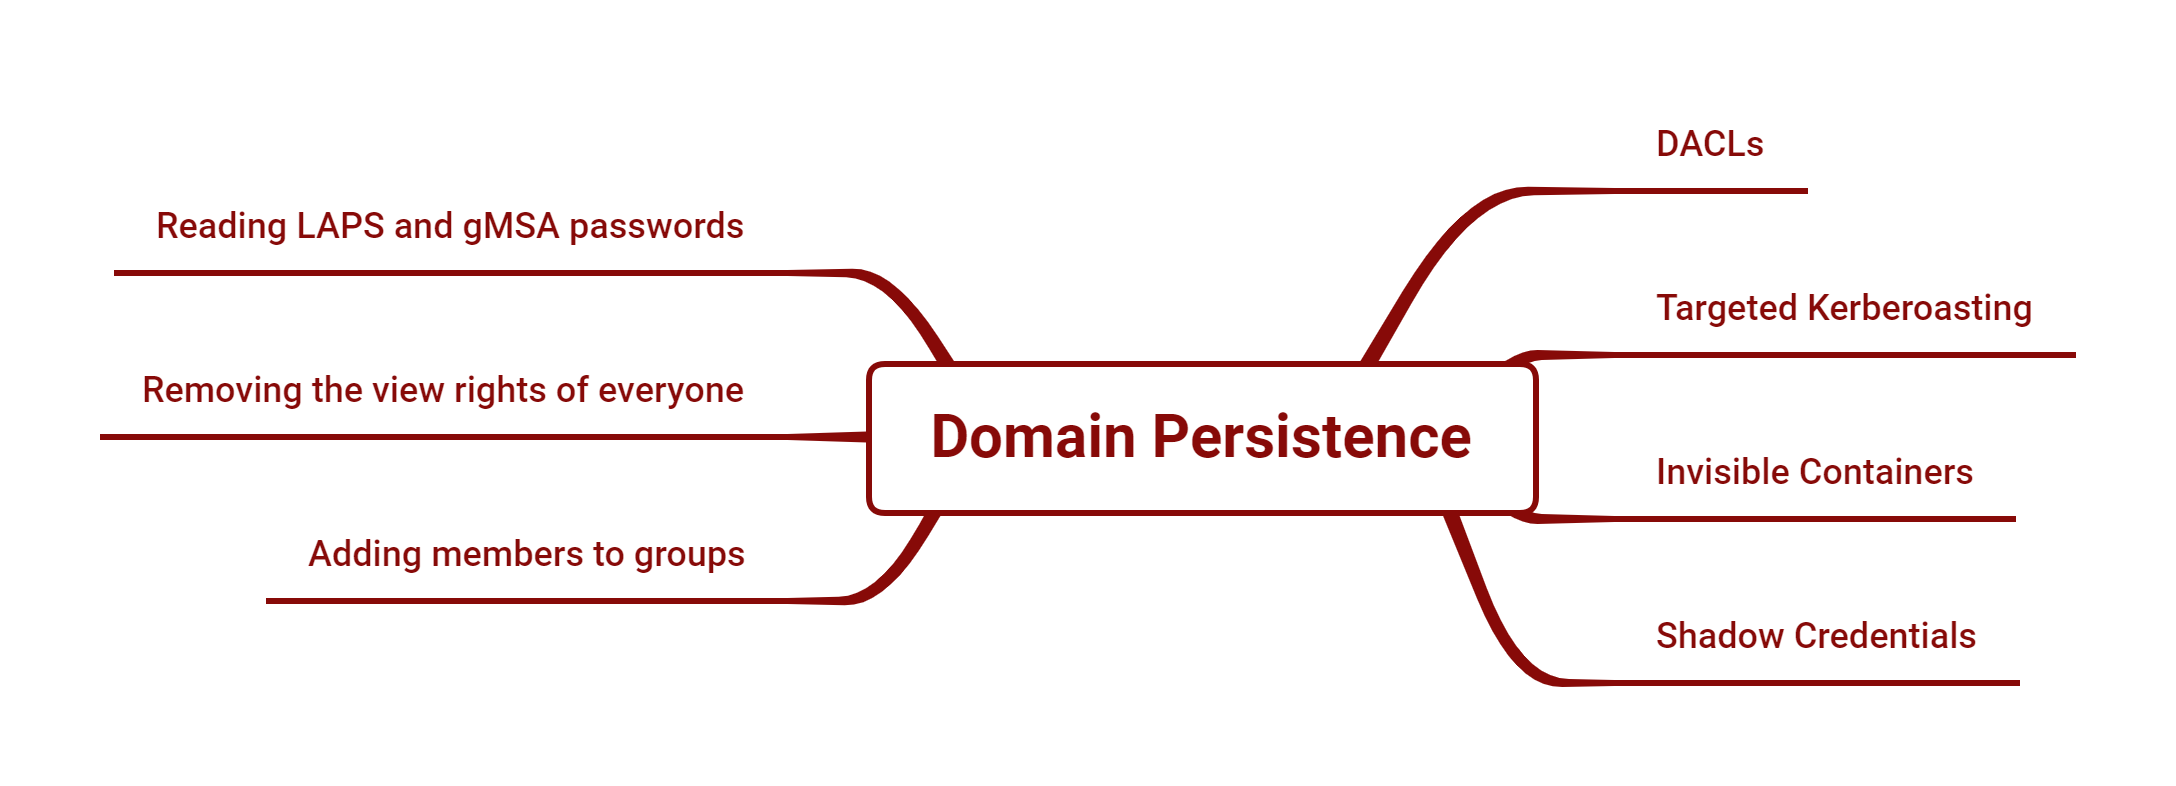 Domain Persistence
DACLs
Targeted Kerberoasting
Invisible Containers
Shadow Credentials
Reading LAPS and gMSA passwords
Removing the view rights of everyone
Adding members to groups